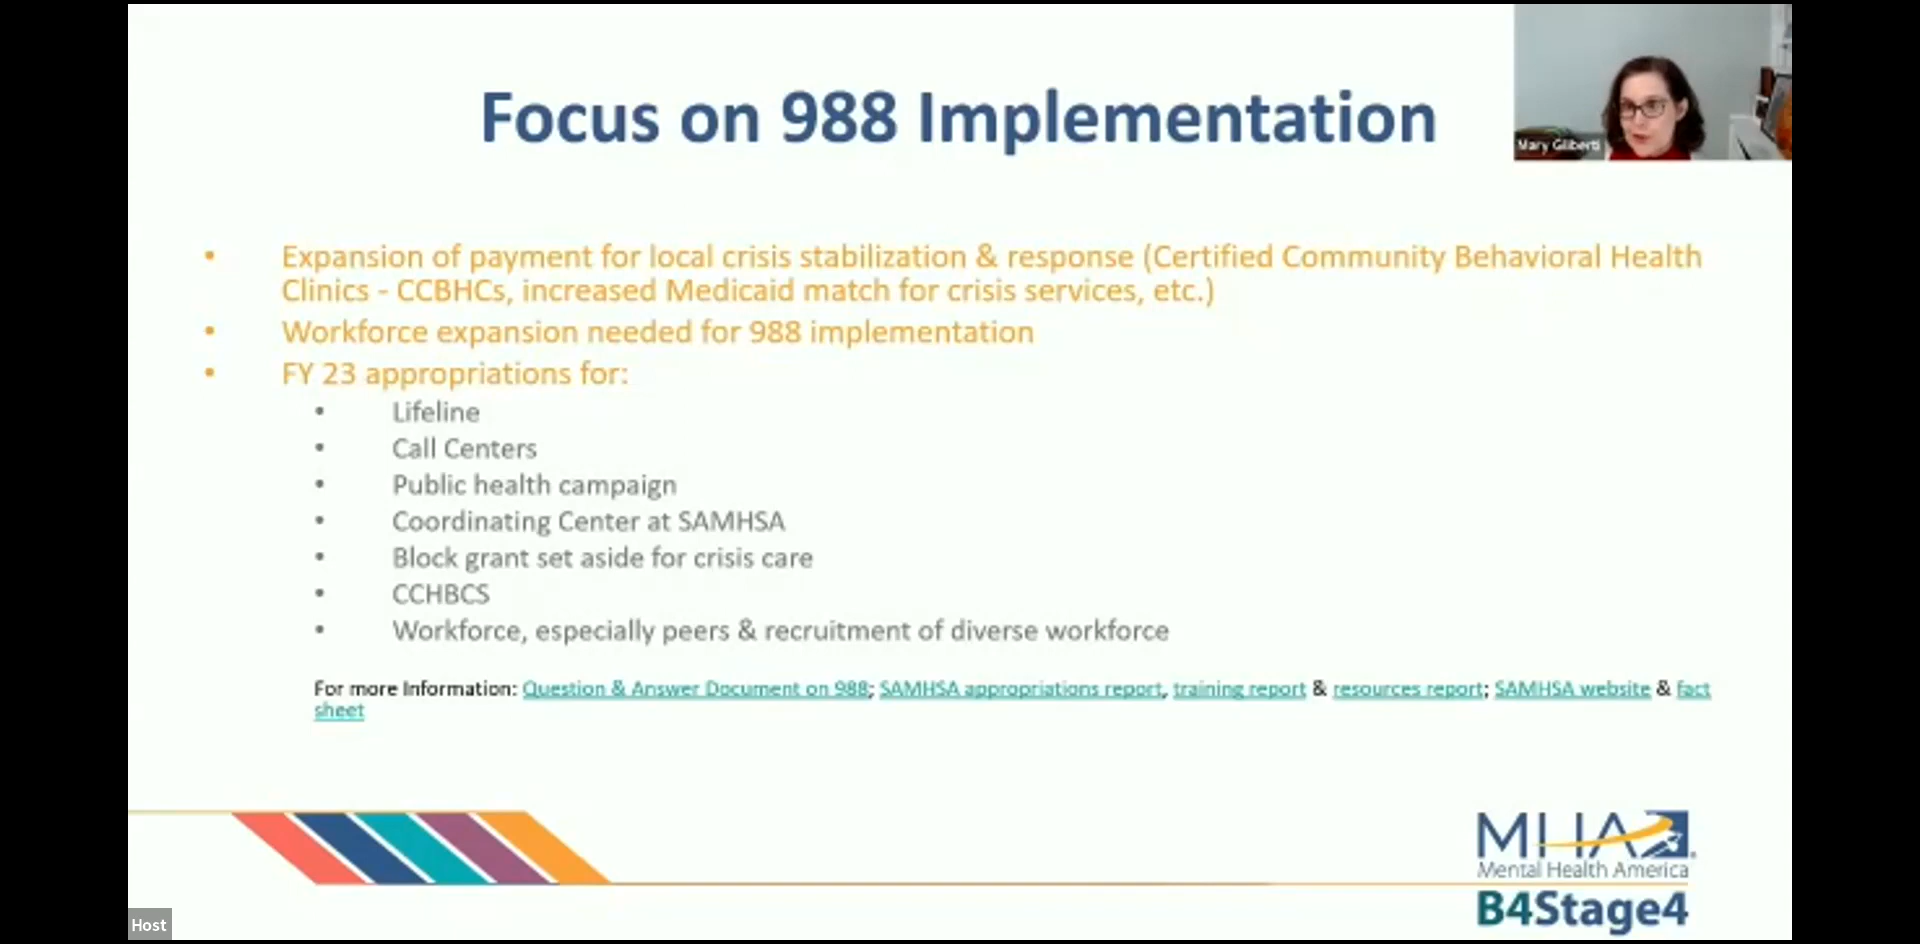 Focus on 988 Implementation
Mary Giliberti
• Expansion of payment for local crisis stabilization & response (Certified Community Behavioral Health
Clinics - CCBHCs, increased Medicaid match for crisis services, etc.)
• Workforce expansion needed for 988 implementation
• FY 23 appropriations for:
• Lifeline
• Call Centers
• Public health campaign
• Coordinating Center at SAMHSA
• Block grant set aside for crisis care
• CCHBCS
• Workforce, especially peers & recruitment of diverse workforce
For more Information: Question & Answer Document on 988; SAMHSA appropriations report, training report & resources report; SAMHSA website & fact
sheet
MHA®
Mental Health America
B4Stage4
Host